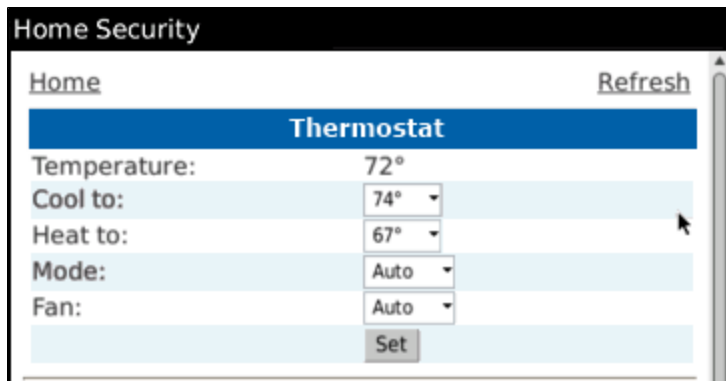 Home Security
Home Refresh
Thermostat
Temperature: 72°
Cool to: 74°
Heat to: 67°
Mode: Auto
Fan: Auto
Set